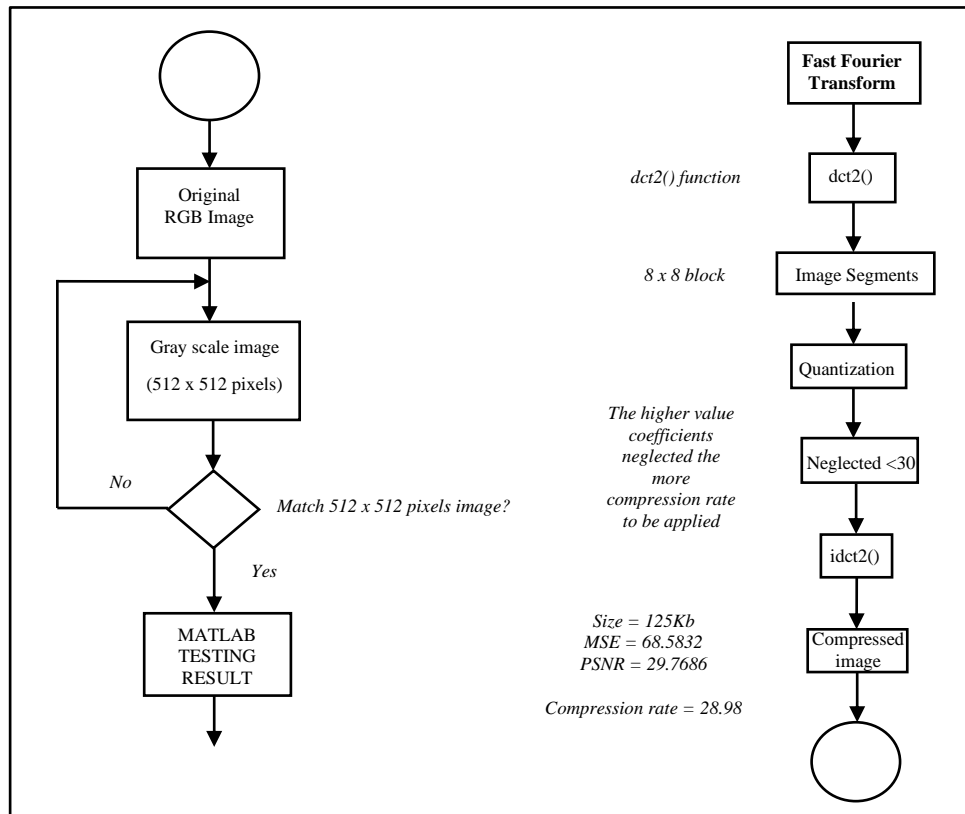 Original
RGB Image
Gray scale image
(512 x 512 pixels)
No
Match 512 x 512 pixels image?
Yes
MATLAB
TESTING
RESULT
Fast Fourier
Transform
dct2() function
dct2()
8 x 8 block
Image Segments
Quantization
The higher value
coefficients
neglected the
more
compression rate
to be applied
Neglected <30
idct2()
Size = 125Kb
MSE = 68.5832
PSNR = 29.7686
Compression rate = 28.98
Compressed
image